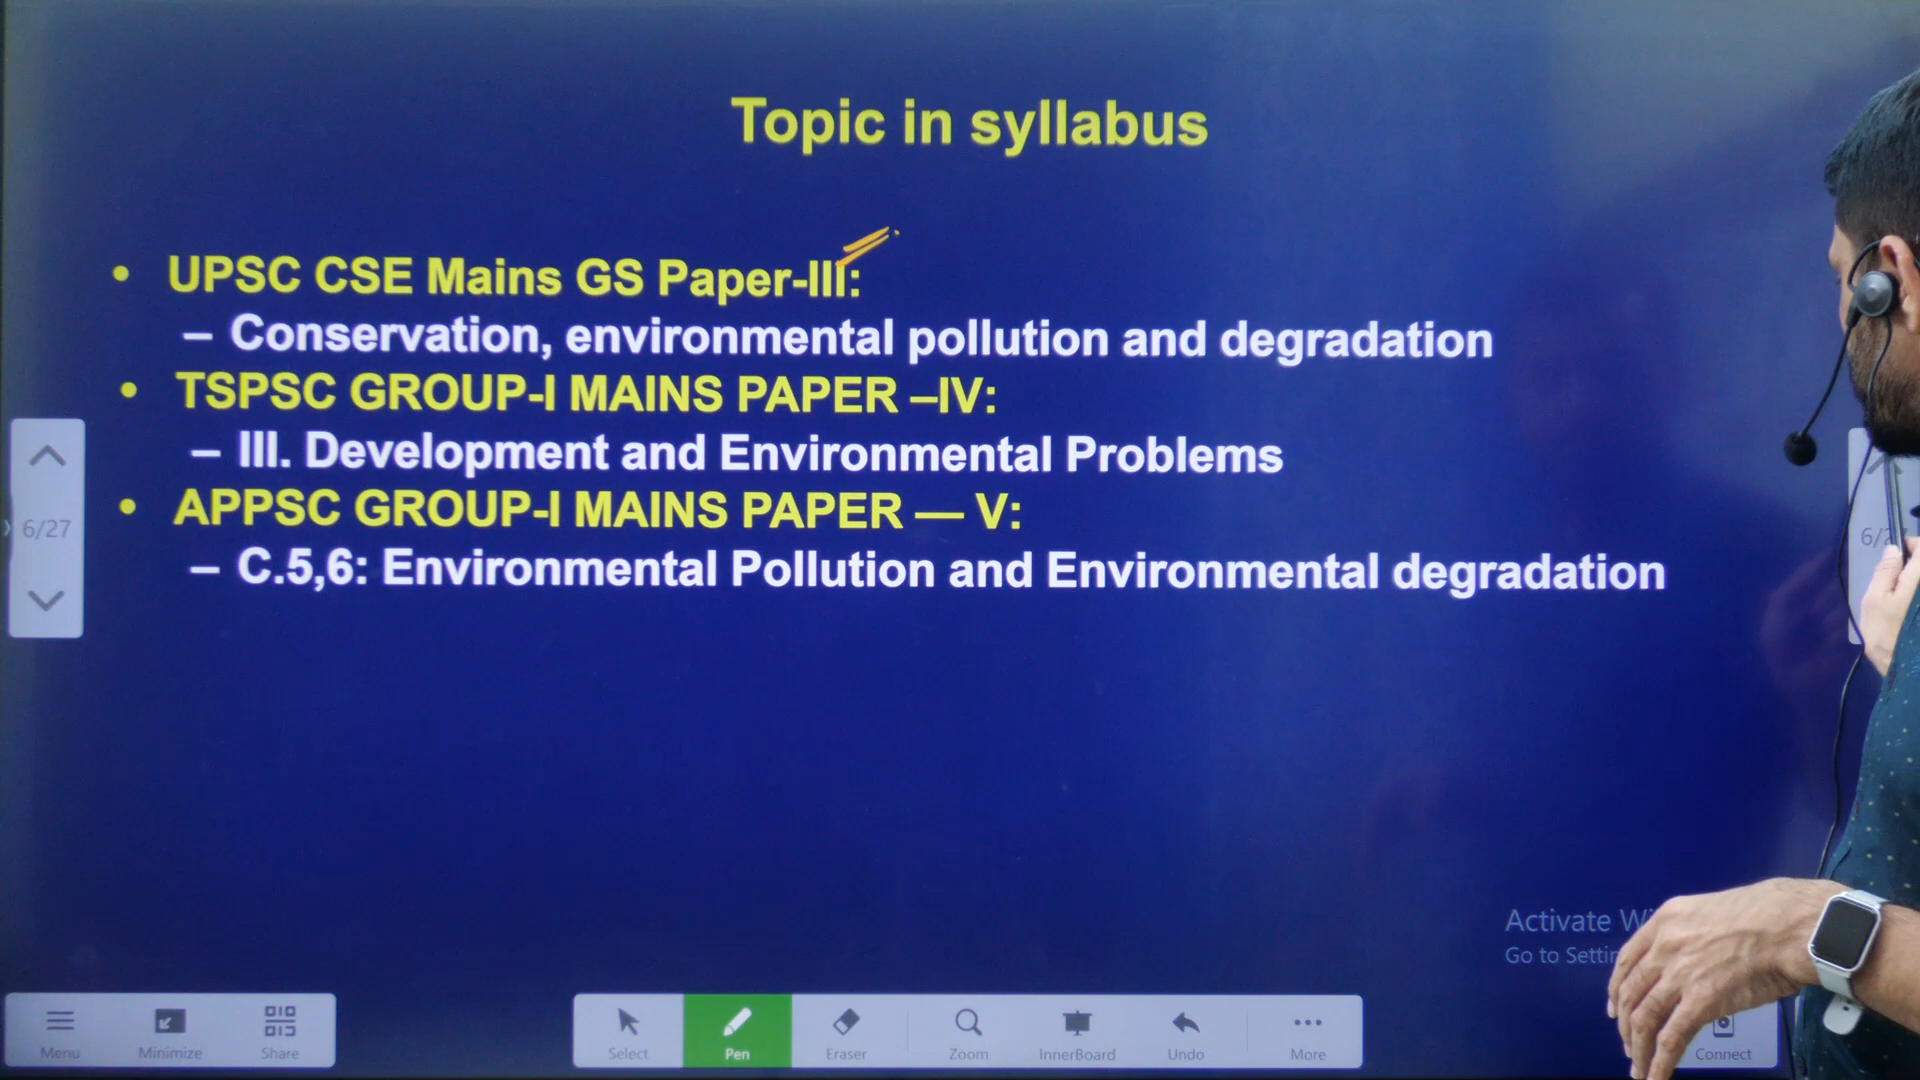 Topic in syllabus
• UPSC CSE Mains GS Paper-III:
– Conservation, environmental pollution and degradation
• TSPSC GROUP-I MAINS PAPER –IV:
– III. Development and Environmental Problems
• APPSC GROUP-I MAINS PAPER — V:
– C.5,6: Environmental Pollution and Environmental degradation
6/27
Activate
Go to
Menu Minimize Share Select Pen Eraser Zoom InnerBoard Undo More Connect